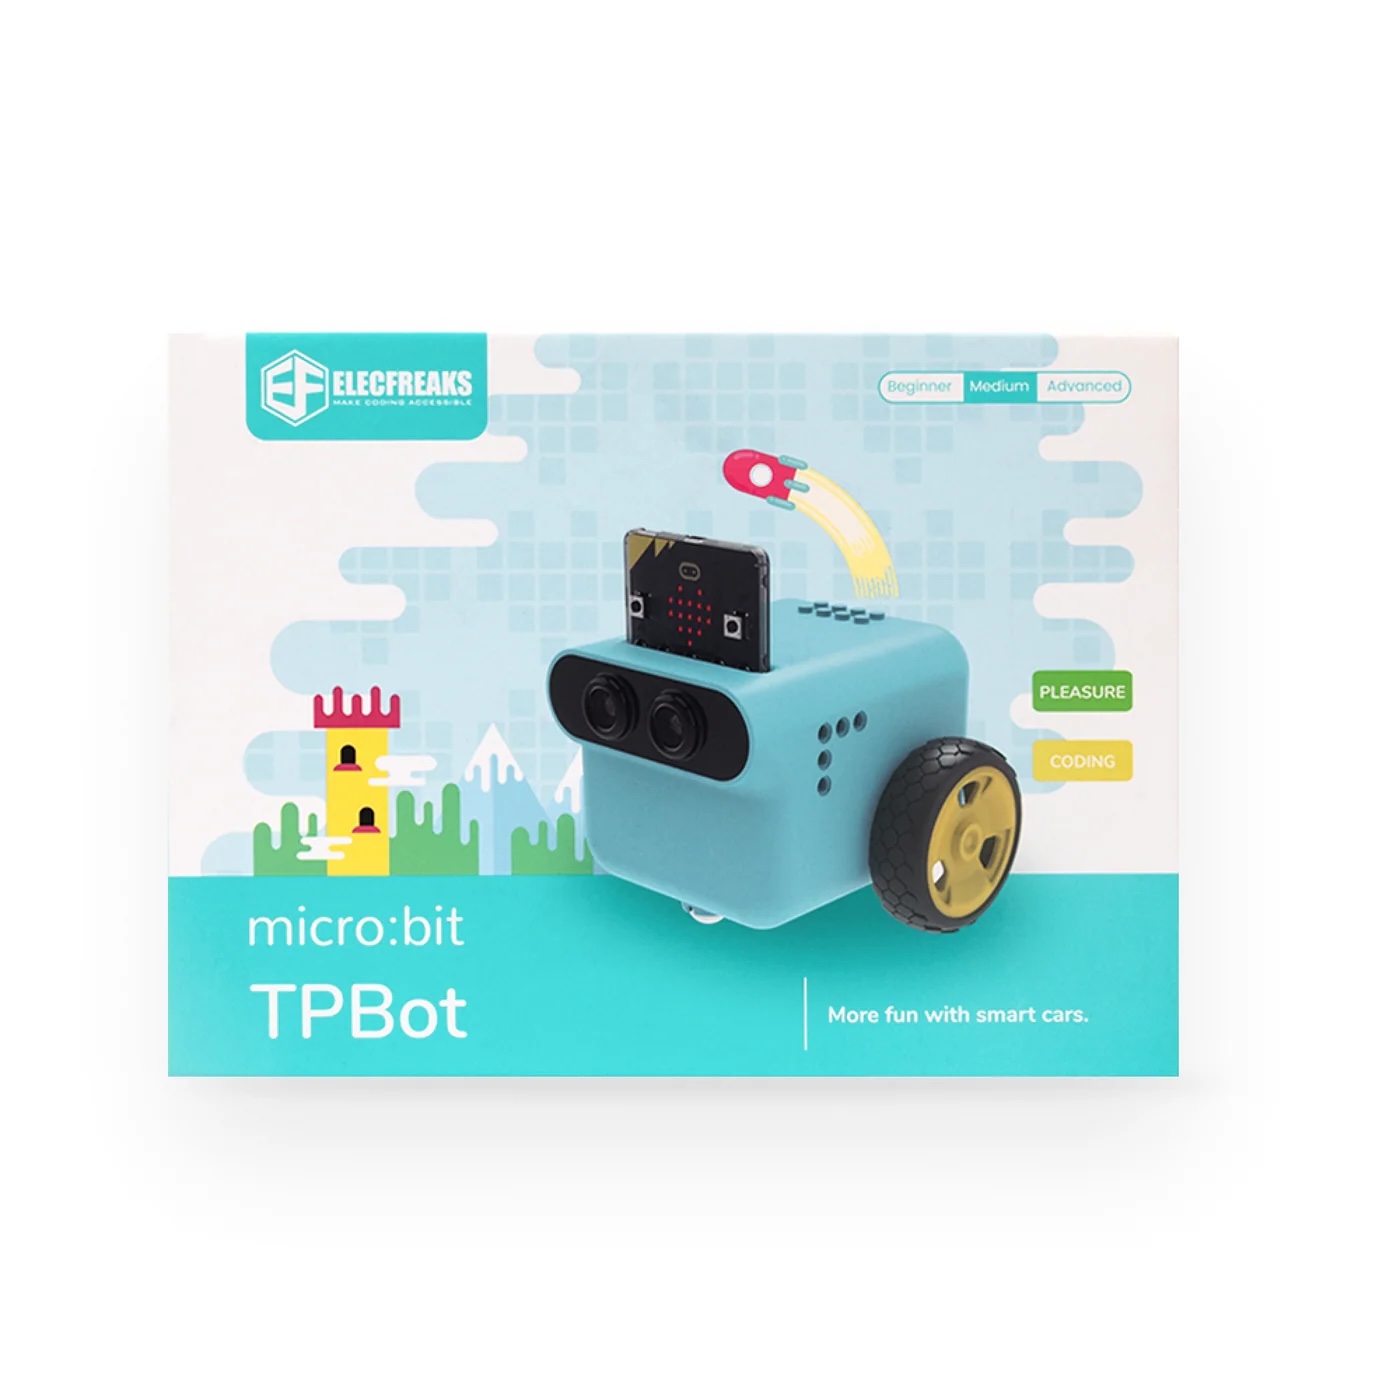 ELECFREAKS
MAKE CODING ACCESSIBLE
Beginner Medium Advanced
PLEASURE
CODING
micro:bit
TPBot
More fun with smart cars.